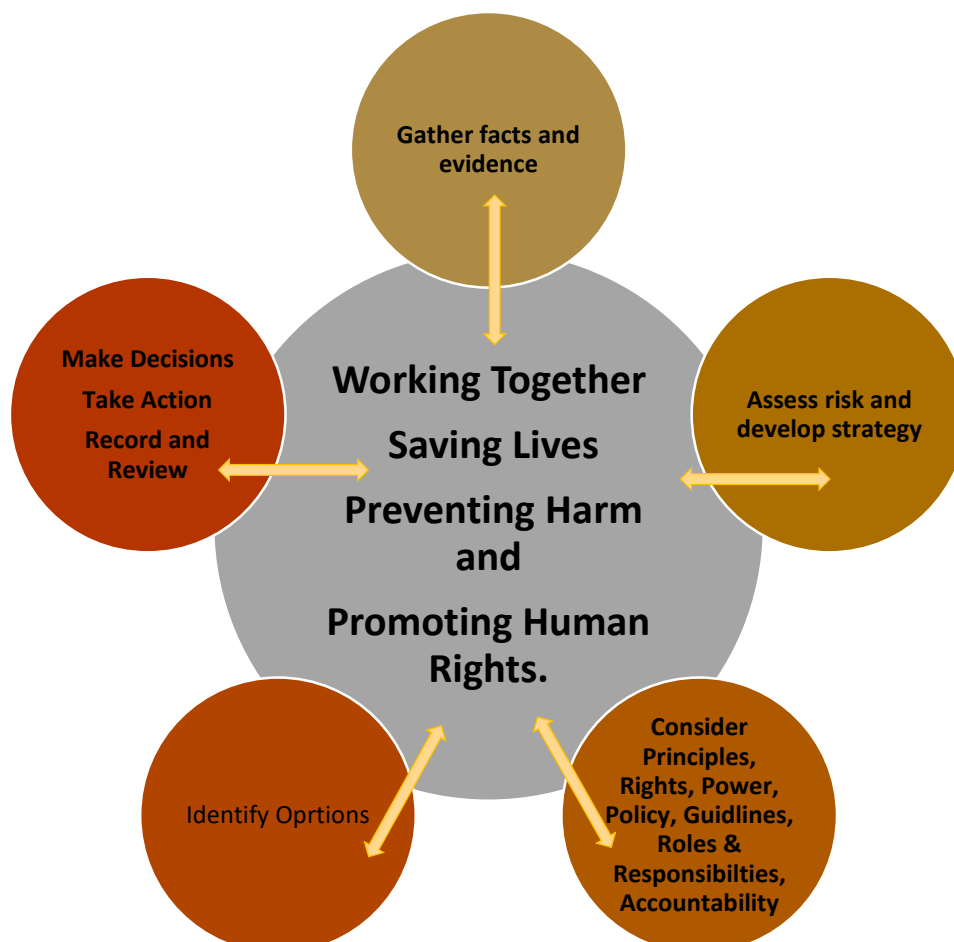 Gather facts and
evidence
Make Decisions
Take Action
Record and
Review
Working Together
Saving Lives
Preventing Harm
and
Promoting Human
Rights.
Assess risk and
develop strategy
Identify Oprtions
Consider
Principles,
Rights, Power,
Policy, Guidlines,
Roles &
Responsibilties,
Accountability